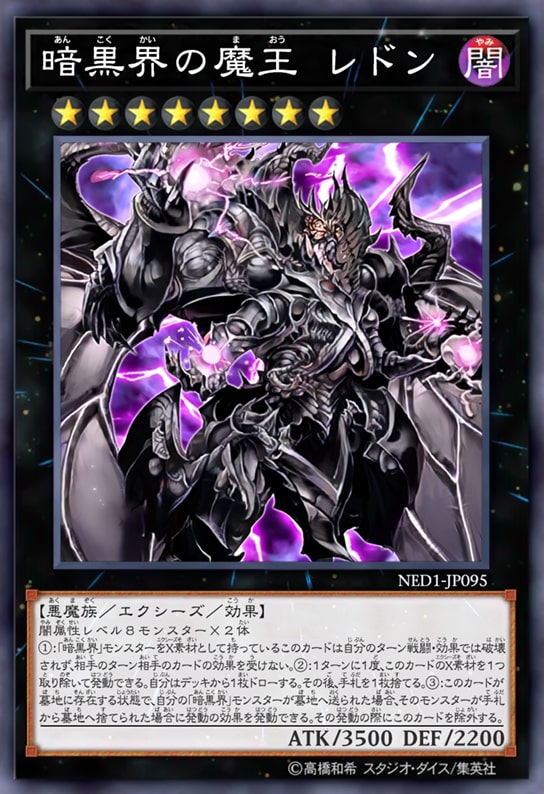 暗黒界の魔王 レドン 闇
NED1-JP095
【悪魔族／エクシーズ／効果】
闇属性レベル８モンスター×２体
①:「暗黒界」モンスターをX素材として持っているこのカードは自分のターン戦闘･効果では破壊
されず､相手のターン相手のカードの効果を受けない｡②:1ターンに１度､このカードのX素材を１つ
取り除いて発動できる｡自分はデッキから１枚ドローする｡その後､手札を１枚捨てる｡③:このカードが
墓地に存在する状態で､自分の「暗黒界」モンスターが墓地へ送られた場合､そのモンスターが手札
から墓地へ捨てられた場合に発動の効果を発動できる｡その発動の際にこのカードを除外する｡
ATK/3500 DEF/2200
©高橋和希 スタジオ・ダイス/集英社